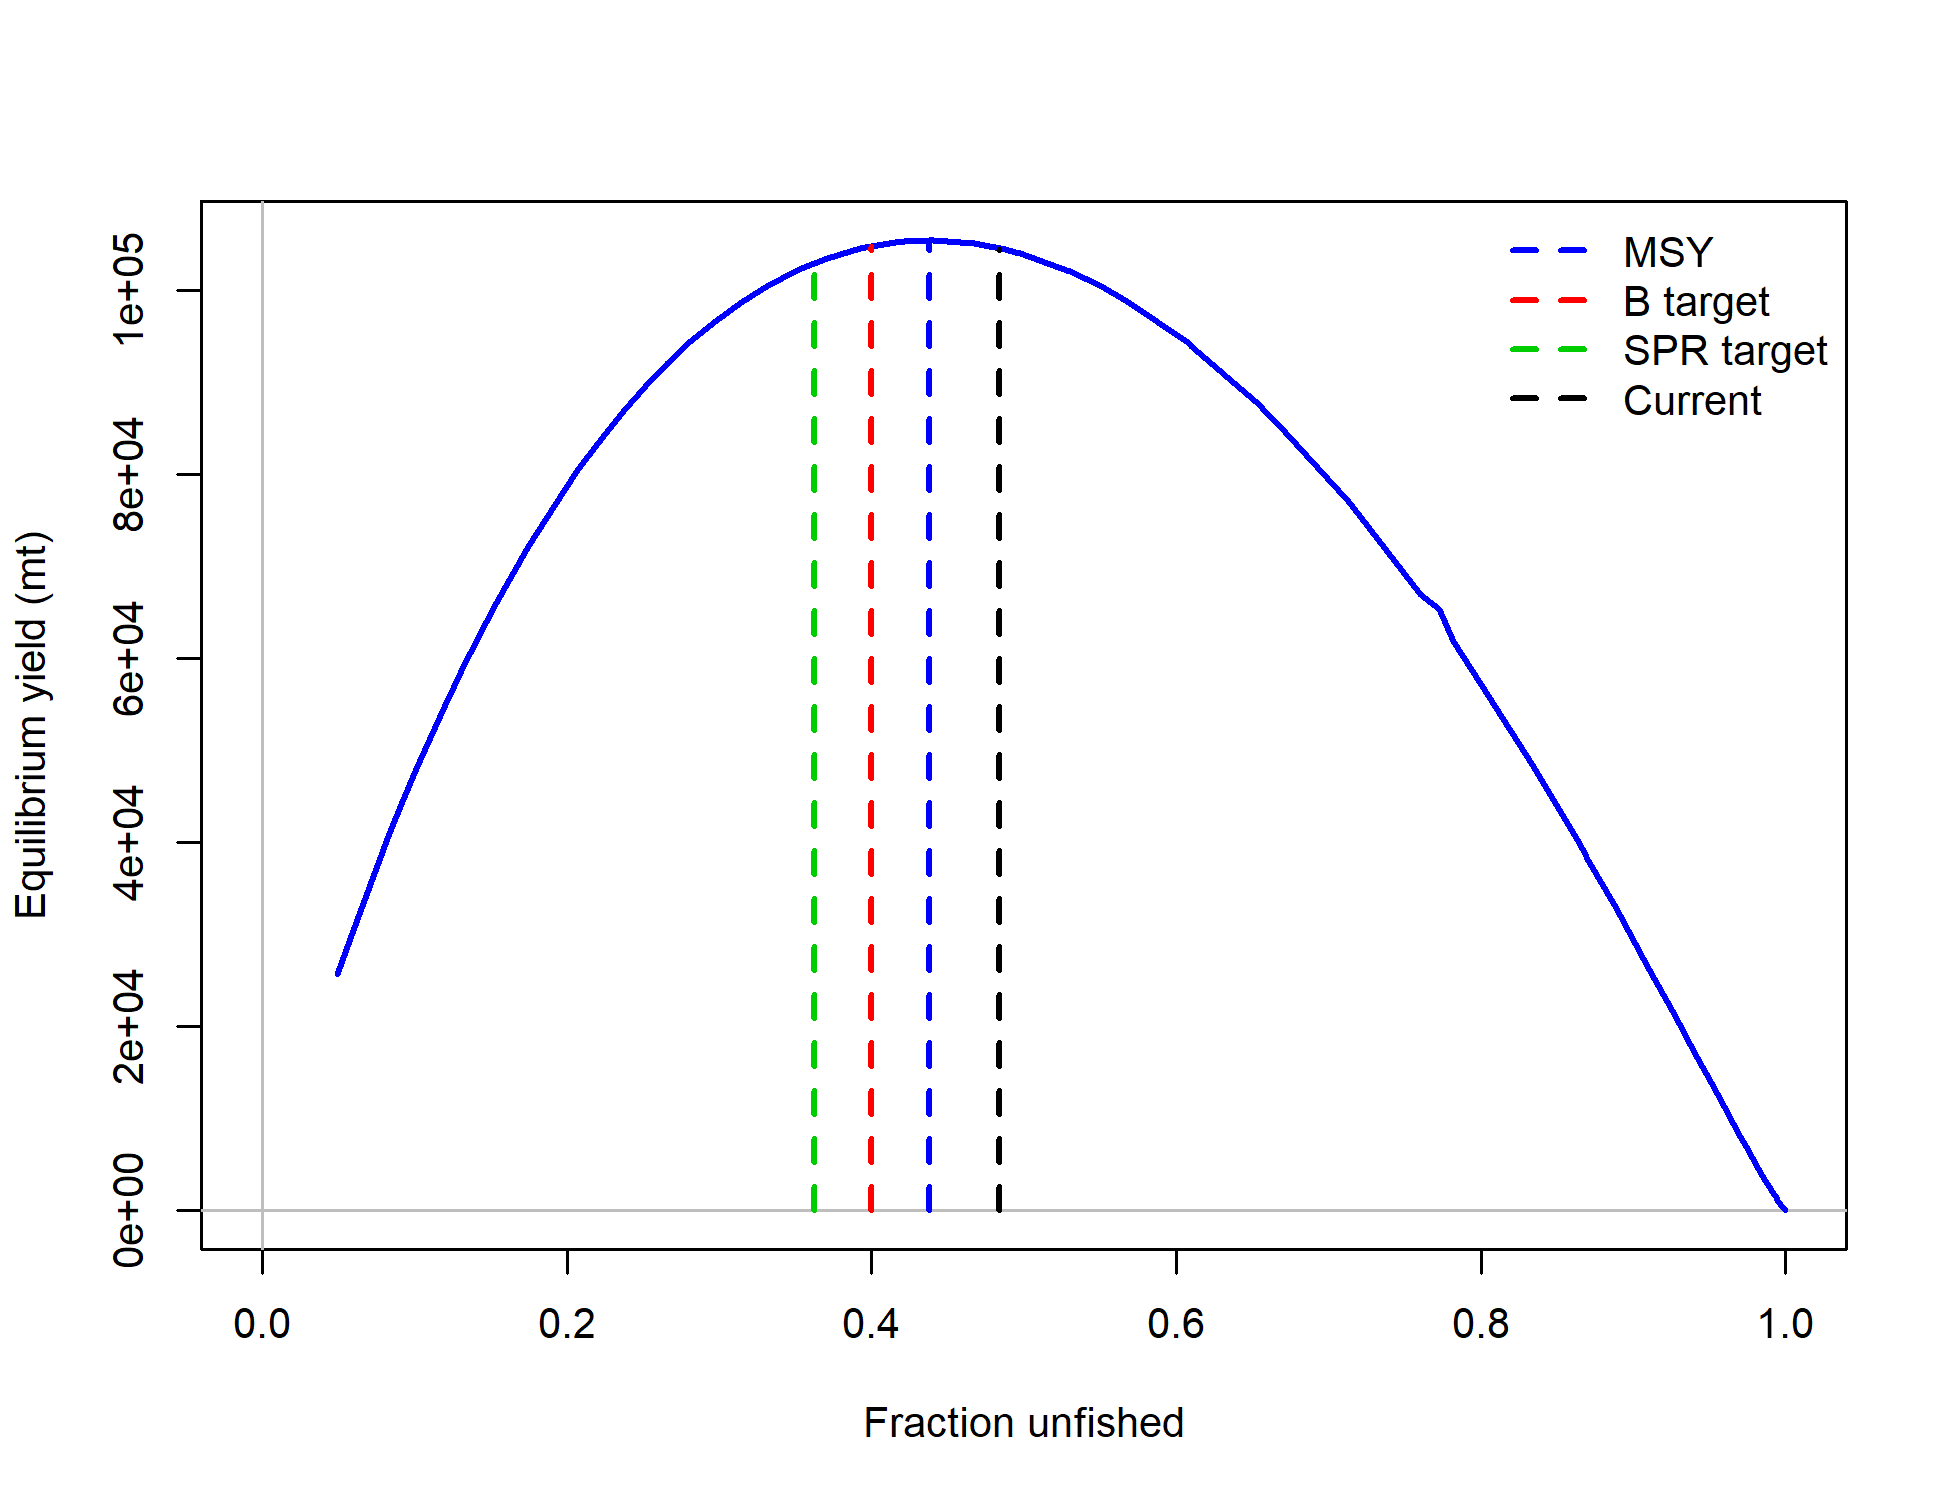 MSY
B target
SPR target
Current
1e+05
8e+04
6e+04
4e+04
2e+04
0e+00
Equilibrium yield (mt)
0.0 0.2 0.4 0.6 0.8 1.0
Fraction unfished